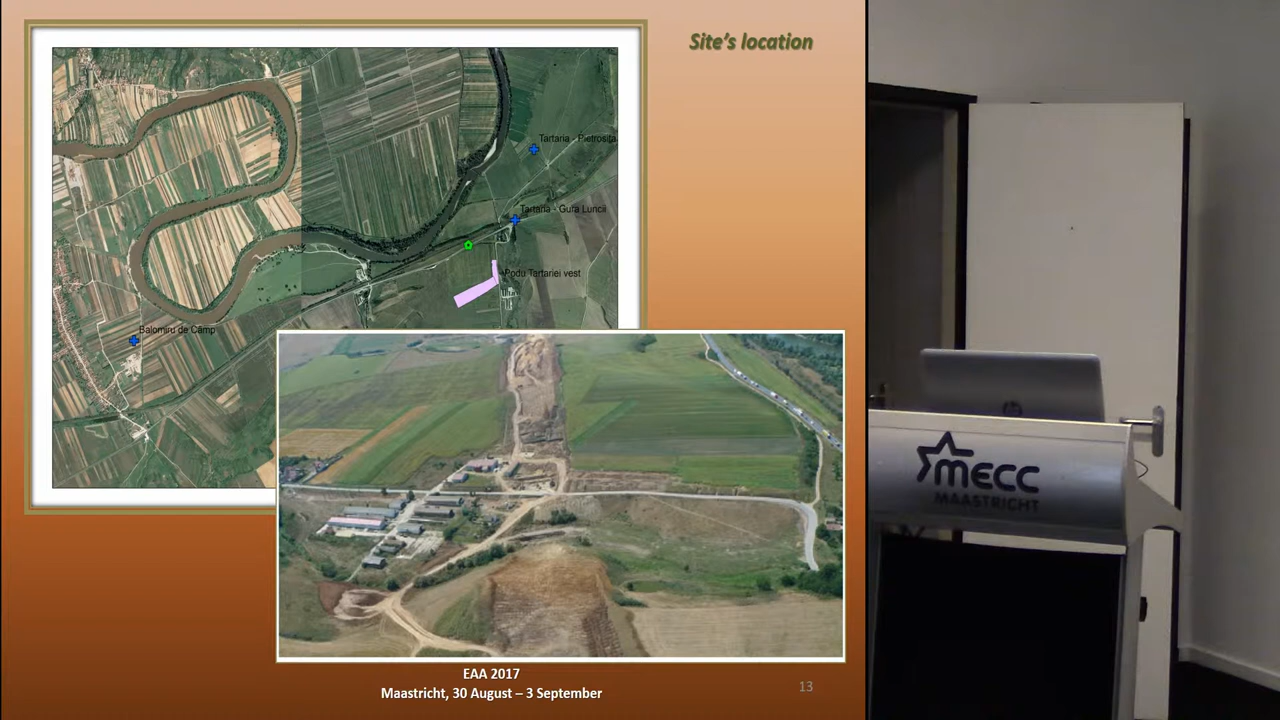 Site's location
Tartaria - Pietrosita
Tartaria - Gura Luncii
Podu Tartariei vest
Balomiru de Câmp
EAA 2017
Maastricht, 30 August – 3 September
13
hp
mecc
MAASTRICHT